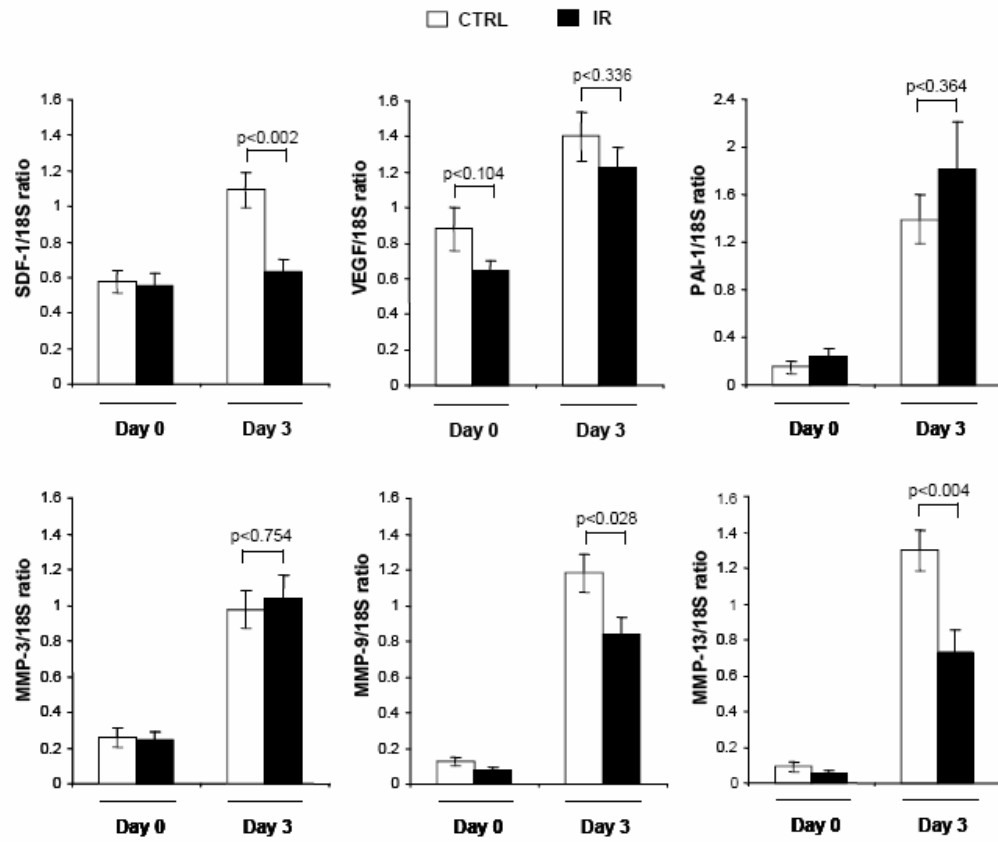 CTRL IR
SDF-1/18S ratio
1.6
1.4
1.2
1
0.8
0.6
0.4
0.2
0
p<0.002
Day 0 Day 3
VEGF/18S ratio
1.6
1.4
1.2
1
0.8
0.6
0.4
0.2
0
p<0.104
p<0.336
Day 0 Day 3
PAI-1/18S ratio
2.4
2
1.6
1.2
0.8
0.4
0
p<0.364
Day 0 Day 3
MMP-3/18S ratio
1.6
1.4
1.2
1
0.8
0.6
0.4
0.2
0
p<0.754
Day 0 Day 3
MMP-9/18S ratio
1.6
1.4
1.2
1
0.8
0.6
0.4
0.2
0
p<0.028
Day 0 Day 3
MMP-13/18S ratio
1.6
1.4
1.2
1
0.8
0.6
0.4
0.2
0
p<0.004
Day 0 Day 3